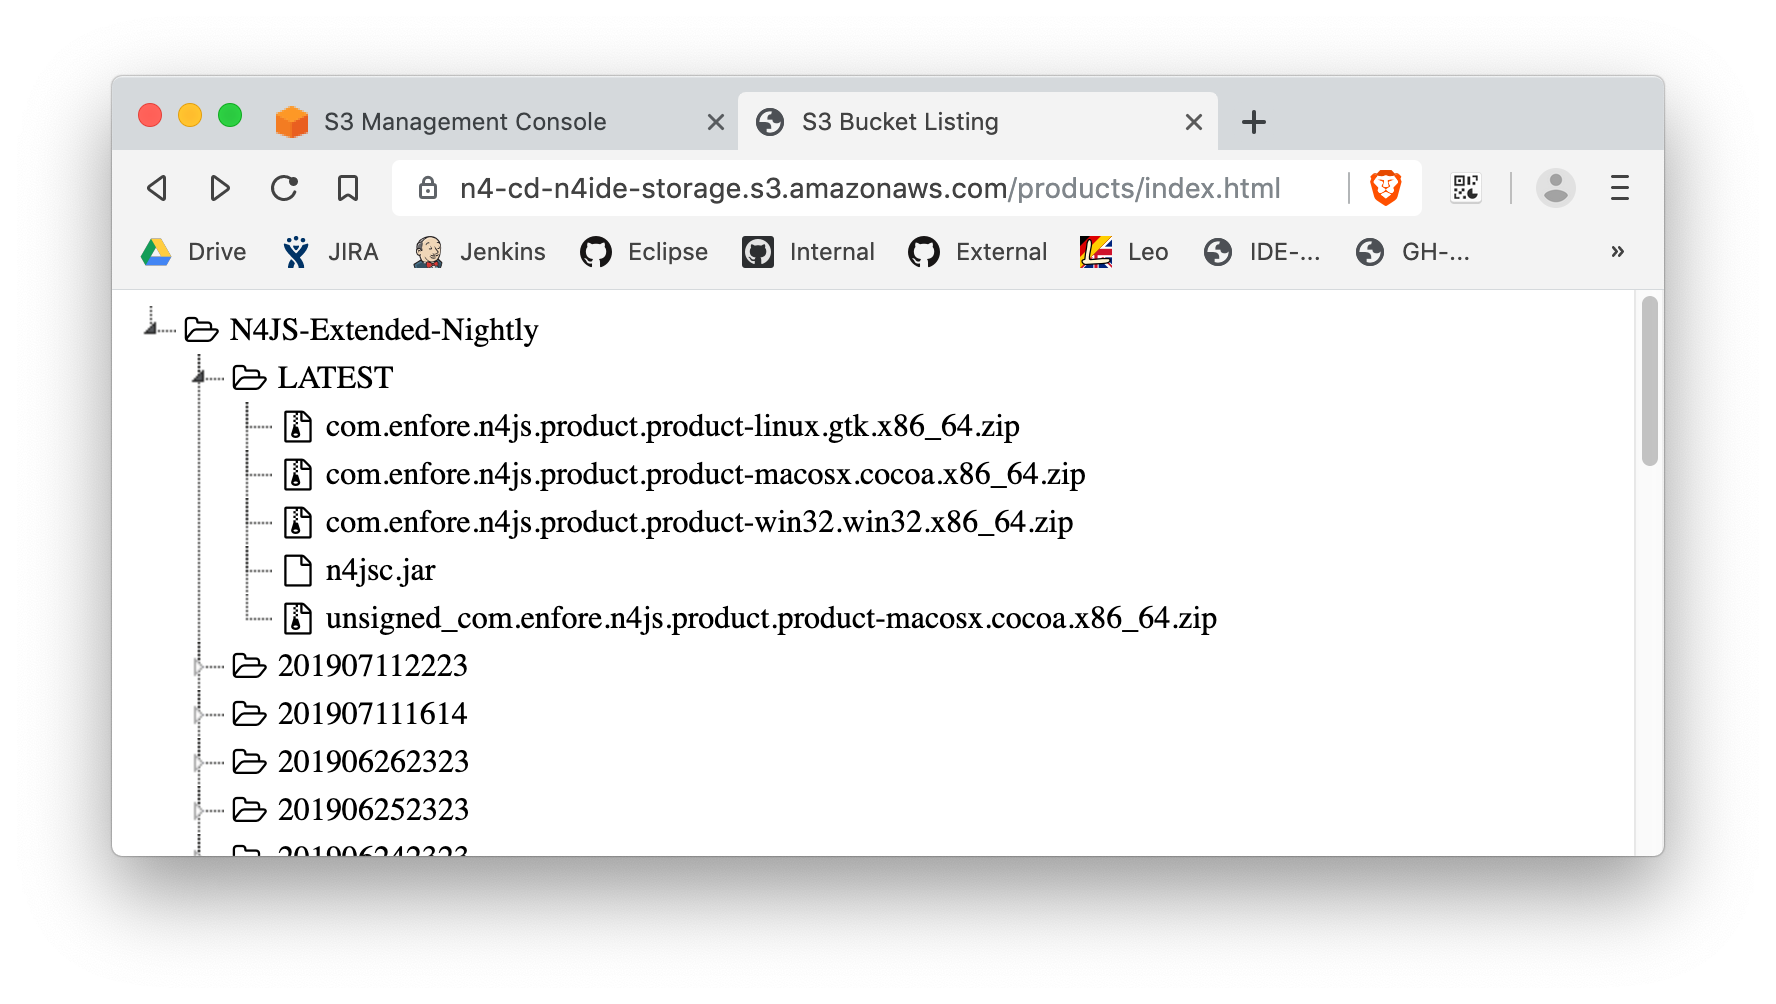 S3 Management Console
S3 Bucket Listing
n4-cd-n4ide-storage.s3.amazonaws.com/products/index.html
Drive JIRA Jenkins Eclipse Internal External Leo IDE-... GH-... »
N4JS-Extended-Nightly
LATEST
com.enfore.n4js.product.product-linux.gtk.x86_64.zip
com.enfore.n4js.product.product-macosx.cocoa.x86_64.zip
com.enfore.n4js.product.product-win32.win32.x86_64.zip
n4jsc.jar
unsigned_com.enfore.n4js.product.product-macosx.cocoa.x86_64.zip
201907112223
201907111614
201906262323
201906252323
201906242323